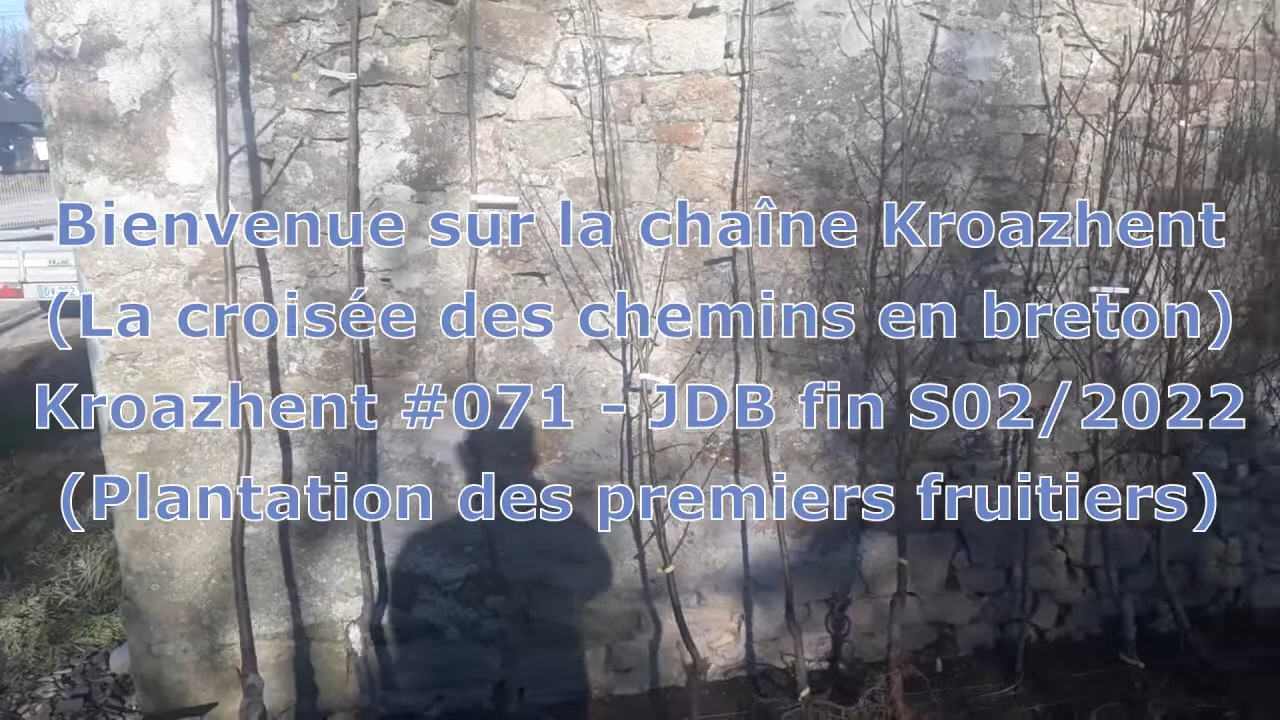 Bienvenue sur la chaîne Kroazhent
(La croisée des chemins en breton)
Kroazhent #071 - JDB fin S02/2022
(Plantation des premiers fruitiers)